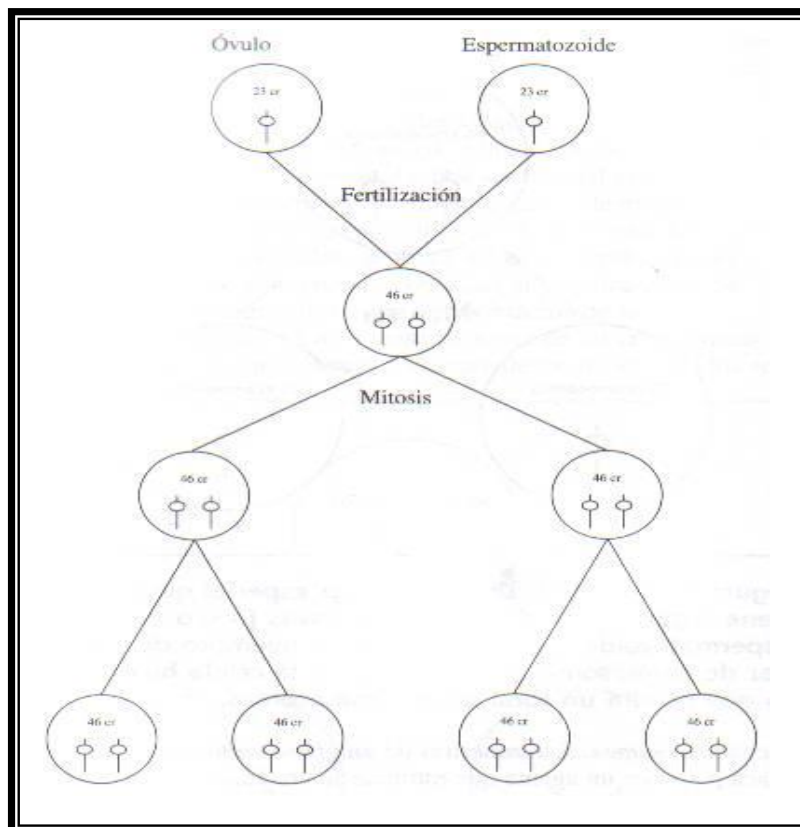 Óvulo Espermatozoide
23 cr 23 cr
Fertilización
46 cr
Mitosis
46 cr 46 cr
46 cr 46 cr 46 cr 46 cr